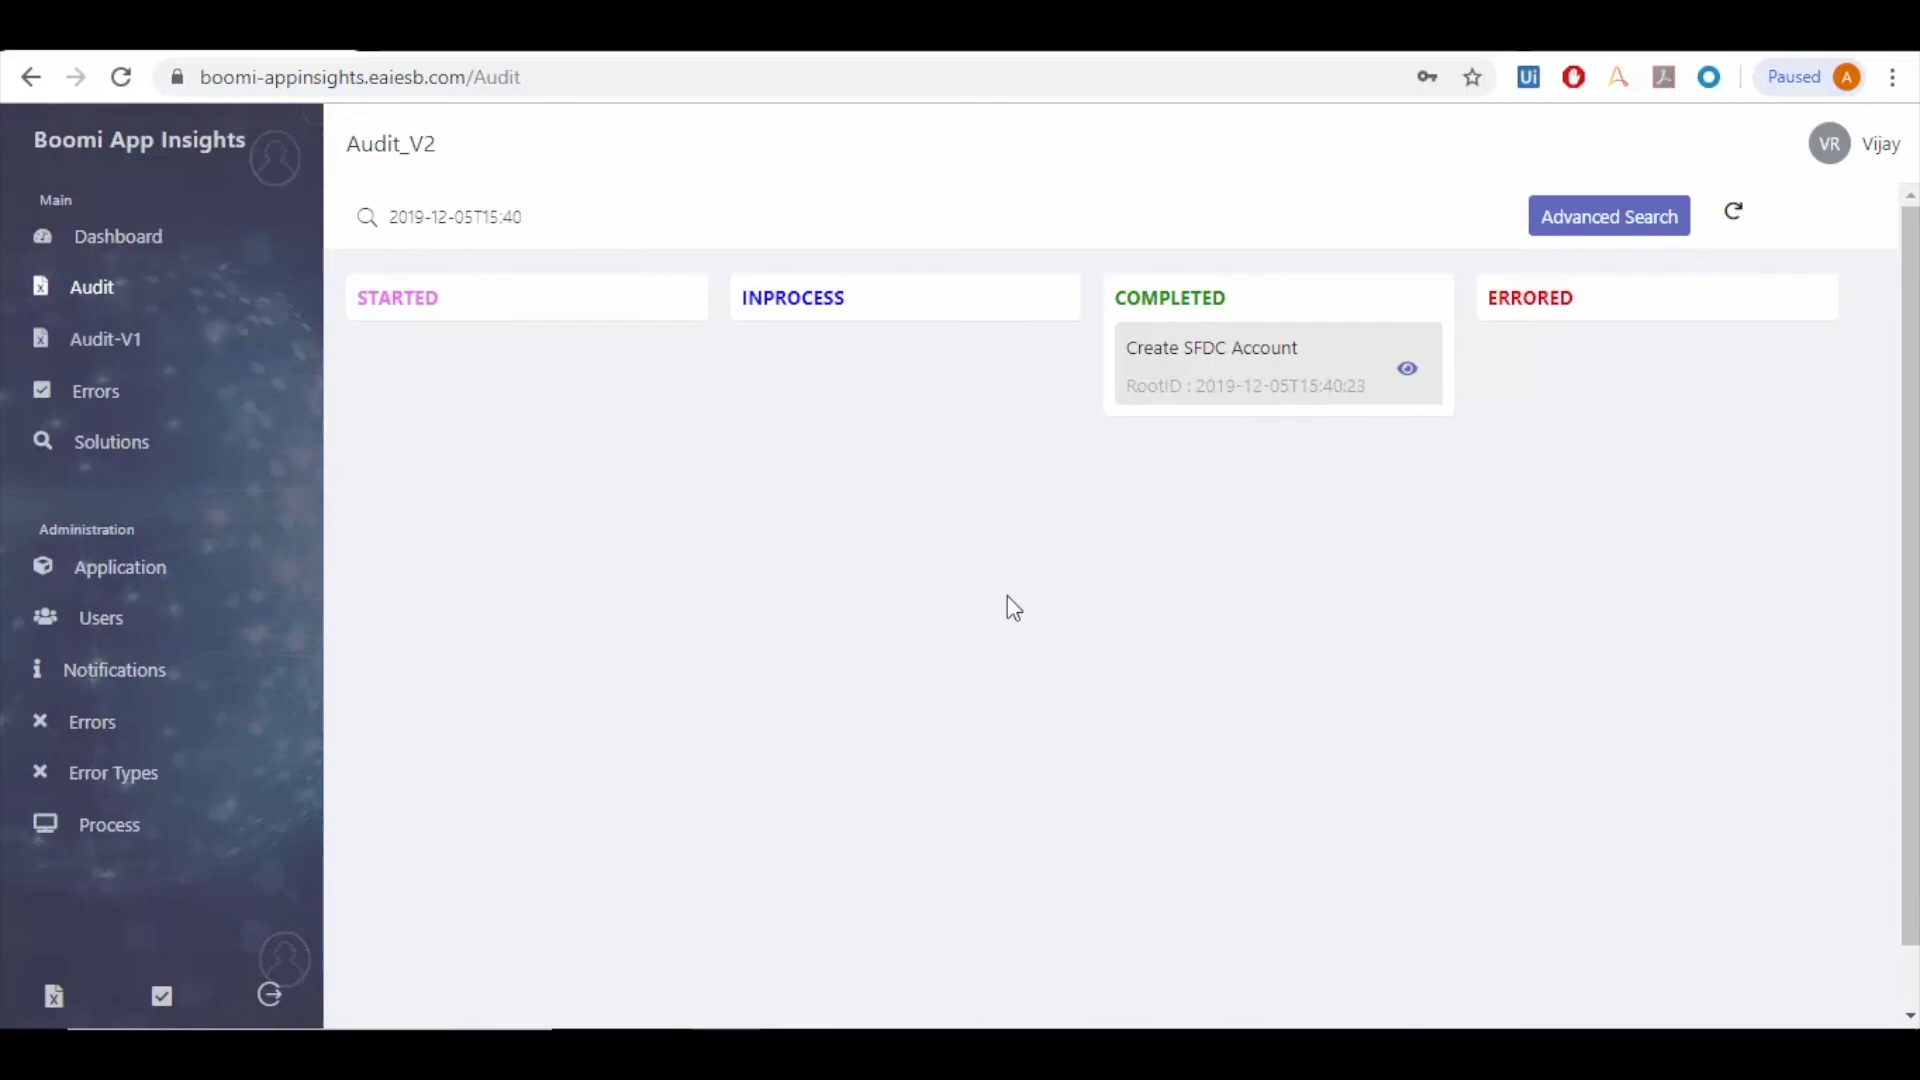 boomi-appinsights.eaiesb.com/Audit
Ui
Paused
A
Boomi App Insights
Main
Dashboard
Audit
Audit-V1
Errors
Solutions
Administration
Application
Users
Notifications
Errors
Error Types
Process
Audit_V2
VR
Vijay
2019-12-05T15:40
Advanced Search
STARTED
INPROCESS
COMPLETED
ERRORED
Create SFDC Account
RootID : 2019-12-05T15:40:23